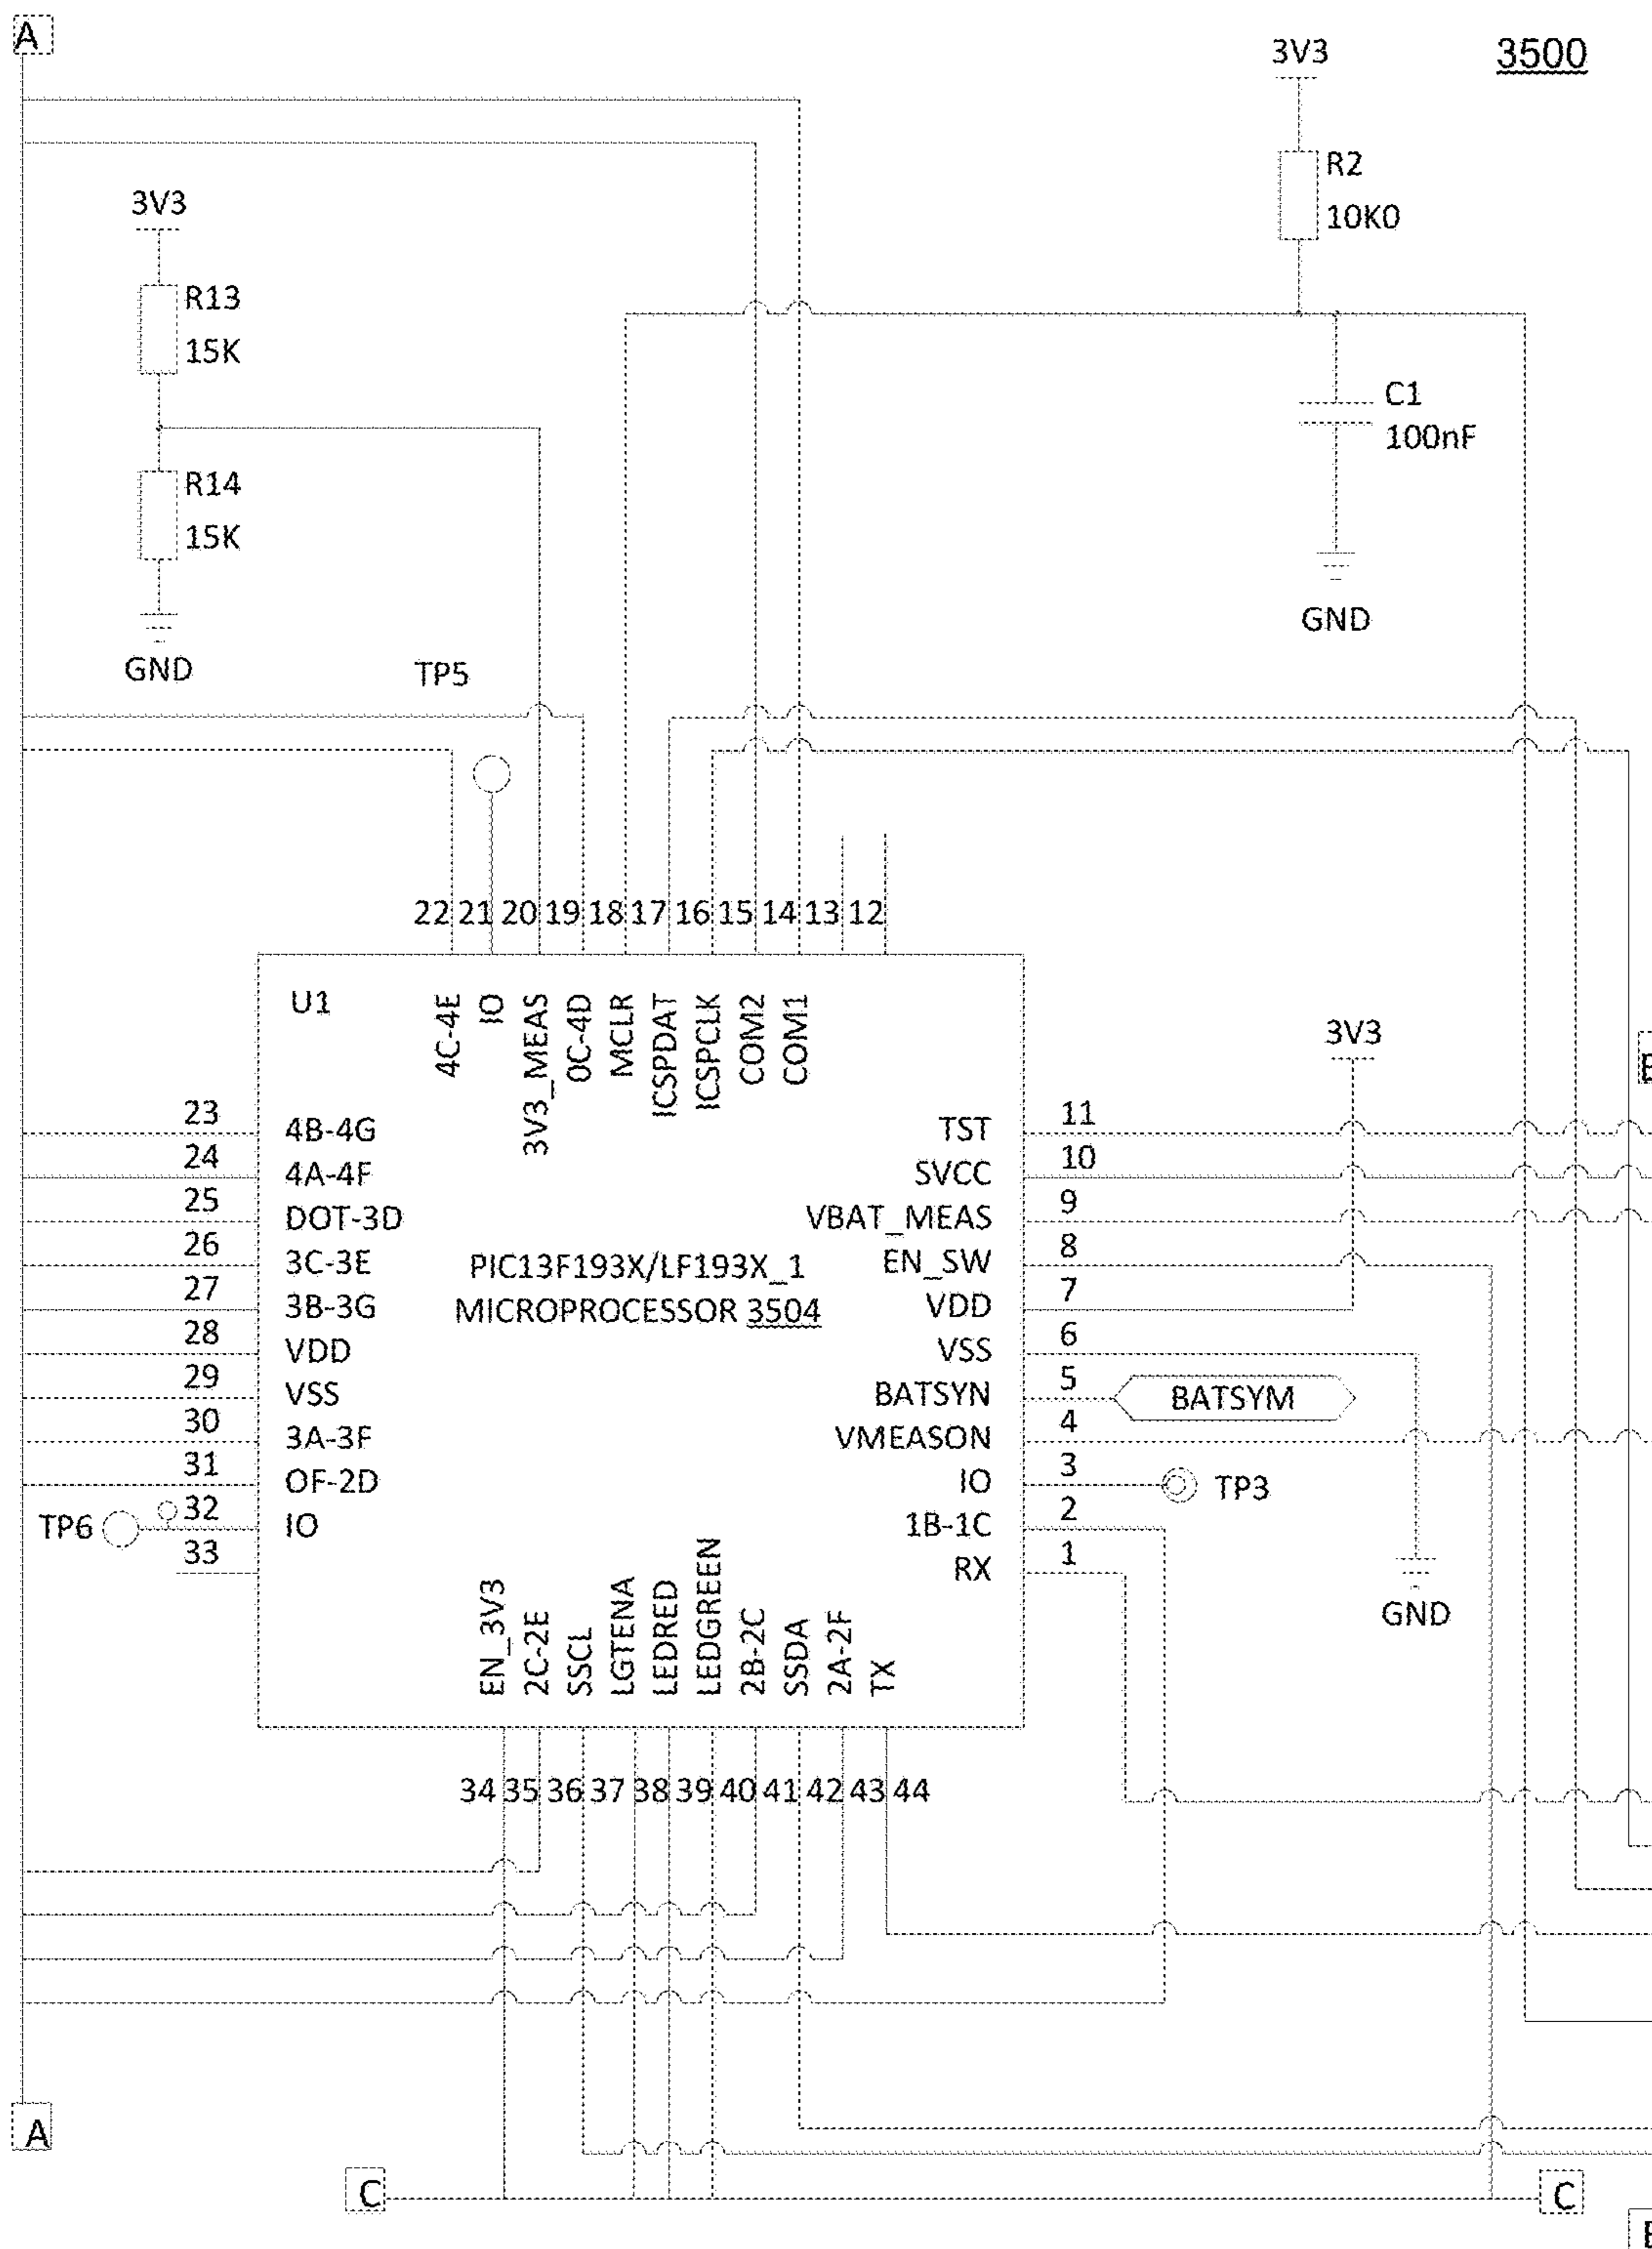 A
3500
3V3
R2
10K0
3V3
R13
15K
C1
100nF
R14
15K
GND
GND
TP5
22 21 20 19 18 17 16 15 14 13 12
U1
4C-4E
IO
3V3_MEAS
0C-4D
MCLR
ICSPDAT
ICSPCLK
COM2
COM1
3V3
23 4B-4G
24 4A-4F
25 DOT-3D
26 3C-3E
27 3B-3G
28 VDD
29 VSS
30 3A-3F
31 OF-2D
TP6 32 IO
33
PIC13F193X/LF193X_1
MICROPROCESSOR 3504
TST 11
SVCC 10
VBAT_MEAS 9
EN_SW 8
VDD 7
VSS 6
BATSYN 5 BATSYM
VMEASON 4
IO 3 TP3
1B-1C 2
RX 1
GND
EN_3V3
2C-2E
SSCL
LGTENA
LEDRED
LEDGREEN
2B-2C
SSDA
2A-2F
TX
34 35 36 37 38 39 40 41 42 43 44
A
C
C